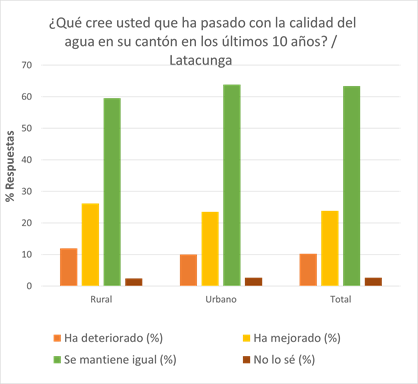 ¿Qué cree usted que ha pasado con la calidad del
agua en su cantón en los últimos 10 años? /
Latacunga
% Respuestas
70
60
50
40
30
20
10
0
Rural
Urbano
Total
Ha deteriorado (%)
Ha mejorado (%)
Se mantiene igual (%)
No lo sé (%)